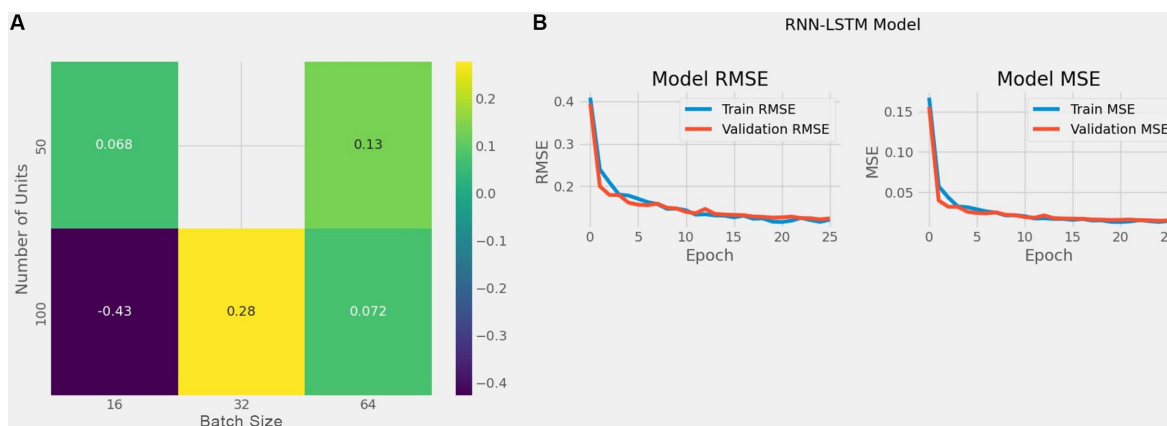 A
0.068
0.13
-0.43
0.28
0.072
50
100
Number of Units
16
32
64
Batch Size
0.2
0.1
0.0
−0.1
−0.2
−0.3
−0.4
B
RNN-LSTM Model
Model RMSE
Train RMSE
Validation RMSE
0.4
0.3
0.2
RMSE
0
5
10
15
20
25
Epoch
Model MSE
Train MSE
Validation MSE
0.15
0.10
0.05
MSE
0
5
10
15
20
Epoch